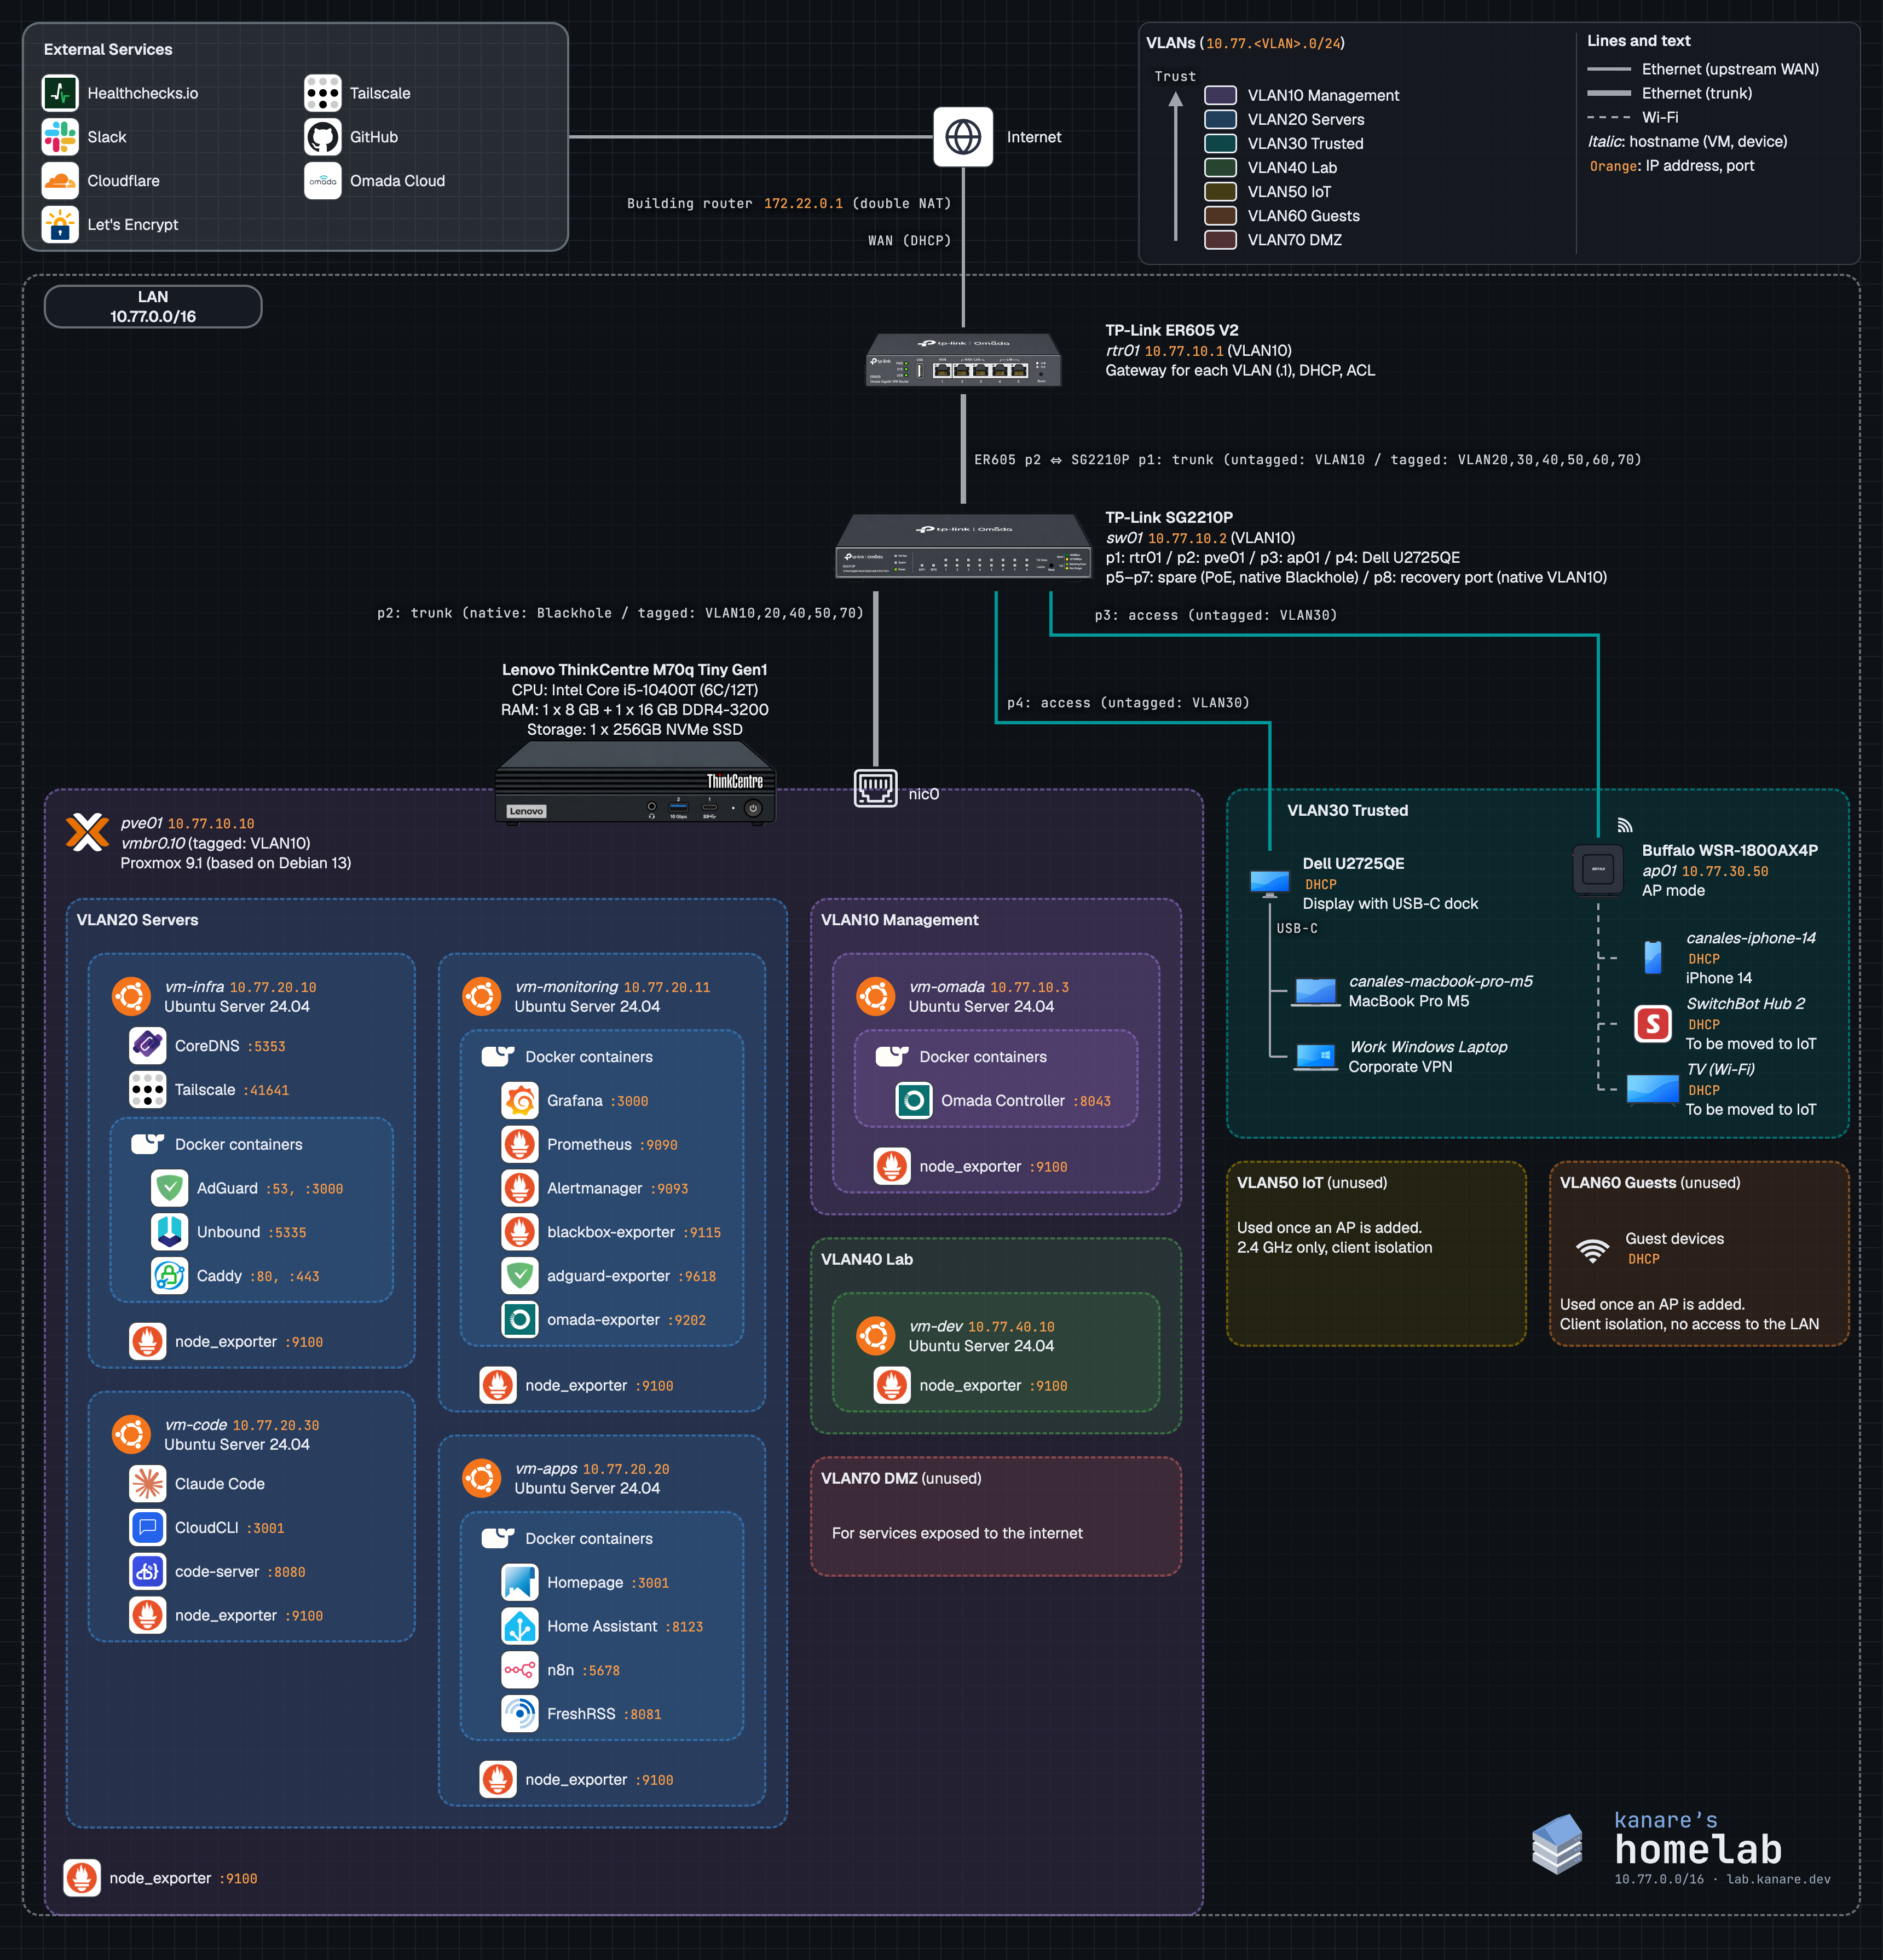 External Services
Healthchecks.io
Slack
Cloudflare
Let's Encrypt
Tailscale
GitHub
omada
Omada Cloud
Internet
Building router 172.22.0.1 (double NAT)
WAN (DHCP)
VLANs (10.77.<VLAN>.0/24)
Trust
VLAN10 Management
VLAN20 Servers
VLAN30 Trusted
VLAN40 Lab
VLAN50 IoT
VLAN60 Guests
VLAN70 DMZ
Lines and text
Ethernet (upstream WAN)
Ethernet (trunk)
Wi-Fi
Italic: hostname (VM, device)
Orange: IP address, port
LAN
10.77.0.0/16
tp-link | Omada
TP-Link ER605 V2
rtr01 10.77.10.1 (VLAN10)
Gateway for each VLAN (.1), DHCP, ACL
ER605 p2 ⇔ SG2210P p1: trunk (untagged: VLAN10 / tagged: VLAN20,30,40,50,60,70)
tp-link | Omada
TP-Link SG2210P
sw01 10.77.10.2 (VLAN10)
p1: rtr01 / p2: pve01 / p3: ap01 / p4: Dell U2725QE
p5–p7: spare (PoE, native Blackhole) / p8: recovery port (native VLAN10)
p2: trunk (native: Blackhole / tagged: VLAN10,20,40,50,70)
p3: access (untagged: VLAN30)
p4: access (untagged: VLAN30)
Lenovo ThinkCentre M70q Tiny Gen1
CPU: Intel Core i5-10400T (6C/12T)
RAM: 1 x 8 GB + 1 x 16 GB DDR4-3200
Storage: 1 x 256GB NVMe SSD
ThinkCentre
Lenovo
nic0
pve01 10.77.10.10
vmbr0.10 (tagged: VLAN10)
Proxmox 9.1 (based on Debian 13)
VLAN20 Servers
vm-infra 10.77.20.10
Ubuntu Server 24.04
CoreDNS :5353
Tailscale :41641
Docker containers
AdGuard :53, :3000
Unbound :5335
Caddy :80, :443
node_exporter :9100
vm-code 10.77.20.30
Ubuntu Server 24.04
Claude Code
CloudCLI :3001
code-server :8080
node_exporter :9100
vm-monitoring 10.77.20.11
Ubuntu Server 24.04
Docker containers
Grafana :3000
Prometheus :9090
Alertmanager :9093
blackbox-exporter :9115
adguard-exporter :9618
omada-exporter :9202
node_exporter :9100
vm-apps 10.77.20.20
Ubuntu Server 24.04
Docker containers
Homepage :3001
Home Assistant :8123
n8n :5678
FreshRSS :8081
node_exporter :9100
VLAN10 Management
vm-omada 10.77.10.3
Ubuntu Server 24.04
Docker containers
Omada Controller :8043
node_exporter :9100
VLAN40 Lab
vm-dev 10.77.40.10
Ubuntu Server 24.04
node_exporter :9100
VLAN70 DMZ (unused)
For services exposed to the internet
node_exporter :9100
VLAN30 Trusted
Dell U2725QE
DHCP
Display with USB-C dock
USB-C
canales-macbook-pro-m5
MacBook Pro M5
Work Windows Laptop
Corporate VPN
Buffalo WSR-1800AX4P
ap01 10.77.30.50
AP mode
canales-iphone-14
DHCP
iPhone 14
SwitchBot Hub 2
DHCP
To be moved to IoT
TV (Wi-Fi)
DHCP
To be moved to IoT
VLAN50 IoT (unused)
Used once an AP is added.
2.4 GHz only, client isolation
VLAN60 Guests (unused)
Guest devices
DHCP
Used once an AP is added.
Client isolation, no access to the LAN
kanare's
homelab
10.77.0.0/16 · lab.kanare.dev